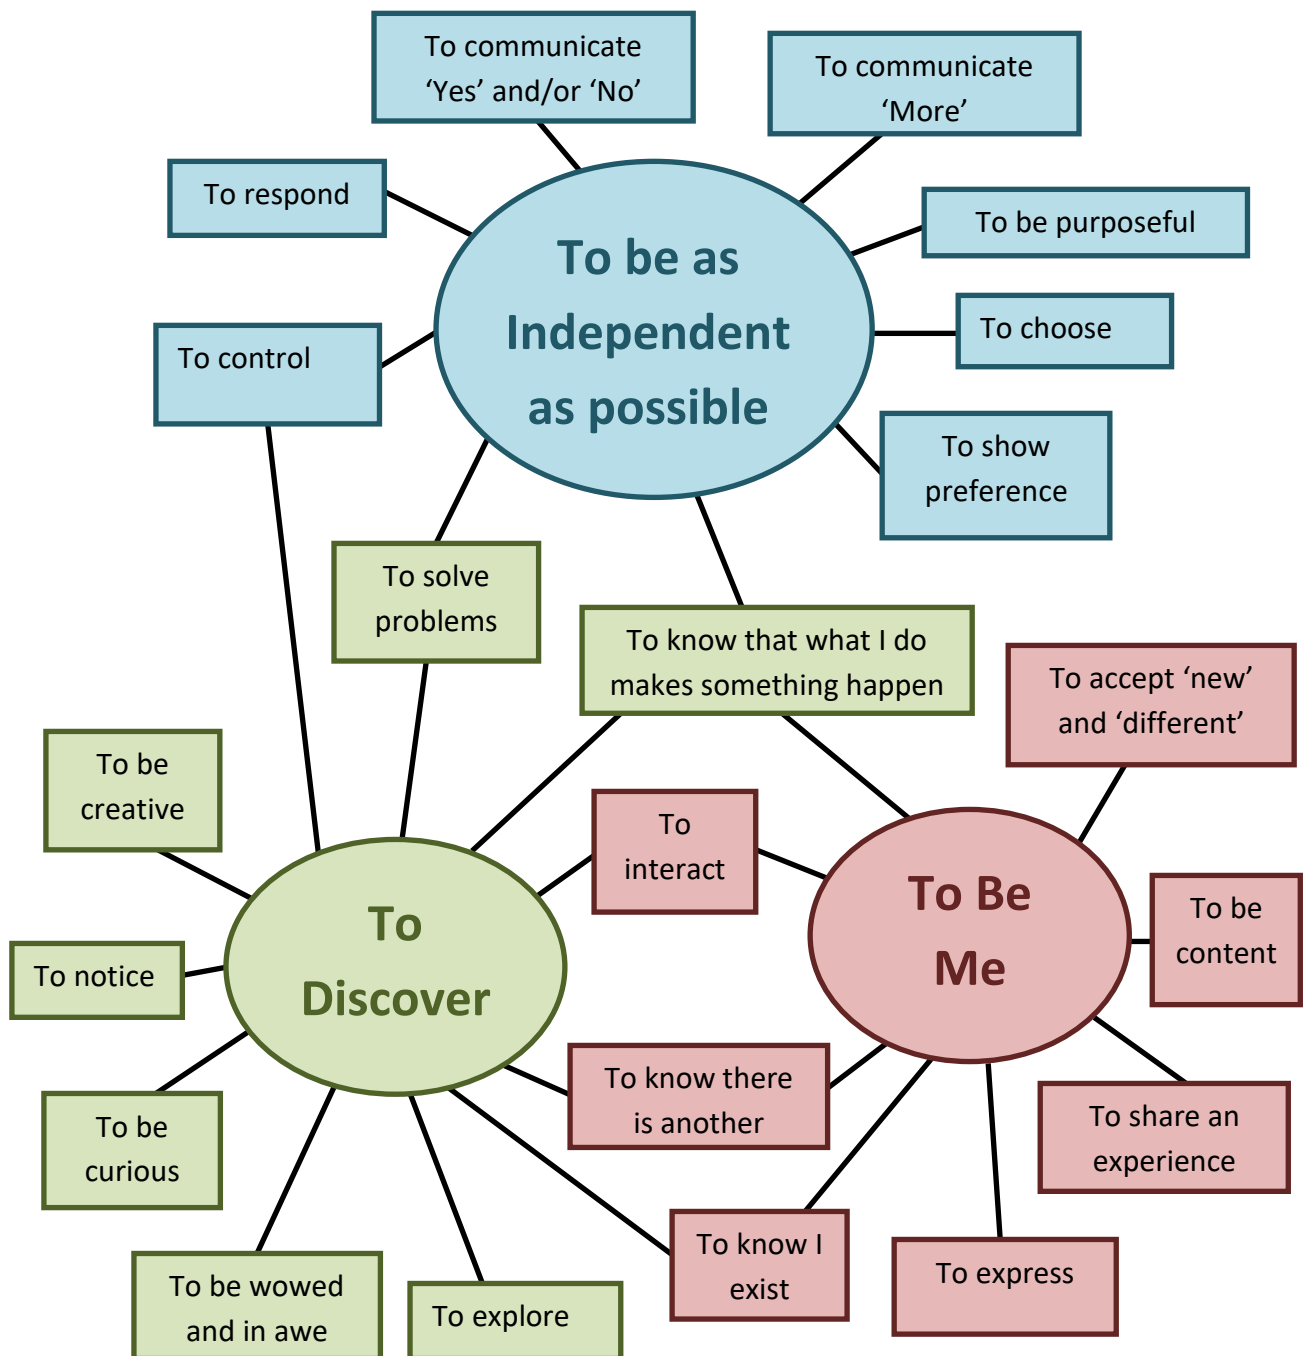 To communicate
‘Yes’ and/or ‘No’
To communicate
‘More’
To respond
To be purposeful
To be as
Independent
as possible
To control
To choose
To show
preference
To solve
problems
To know that what I do
makes something happen
To accept ‘new’
and ‘different’
To be
creative
To
interact
To
Discover
To Be
Me
To be
content
To notice
To know there
is another
To be
curious
To share an
experience
To know I
exist
To express
To be wowed
and in awe
To explore